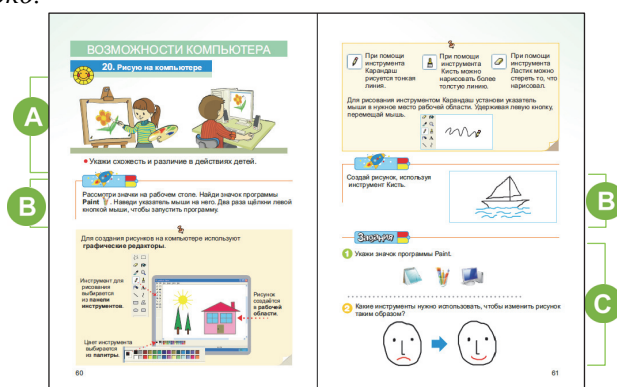 ВОЗМОЖНОСТИ КОМПЬЮТЕРА
20. Рисую на компьютере
A
• Укажи схожесть и различие в действиях детей.
B
Рассмотри значки на рабочем столе. Найди значок программы
Paint . Наведи указатель мыши на него. Два раза щёлкни левой
кнопкой мыши, чтобы запустить программу.
Для создания рисунков на компьютере используют
графические редакторы.
Инструмент для
рисования
выбирается
из панели
инструментов.
Рисунок
создаётся
в рабочей
области.
Цвет инструмента
выбирается
из палитры.
60
При помощи
инструмента
Карандаш
рисуется тонкая
линия.
При помощи
инструмента
Кисть можно
нарисовать более
толстую линию.
При помощи
инструмента
Ластик можно
стереть то, что
нарисовал.
Для рисования инструментом Карандаш установи указатель
мыши в нужное место рабочей области. Удерживая левую кнопку,
перемещай мышь.
Создай рисунок, используя
инструмент Кисть.
B
Задания
1 Укажи значок программы Paint.
C
2 Какие инструменты нужно использовать, чтобы изменить рисунок
таким образом?
61